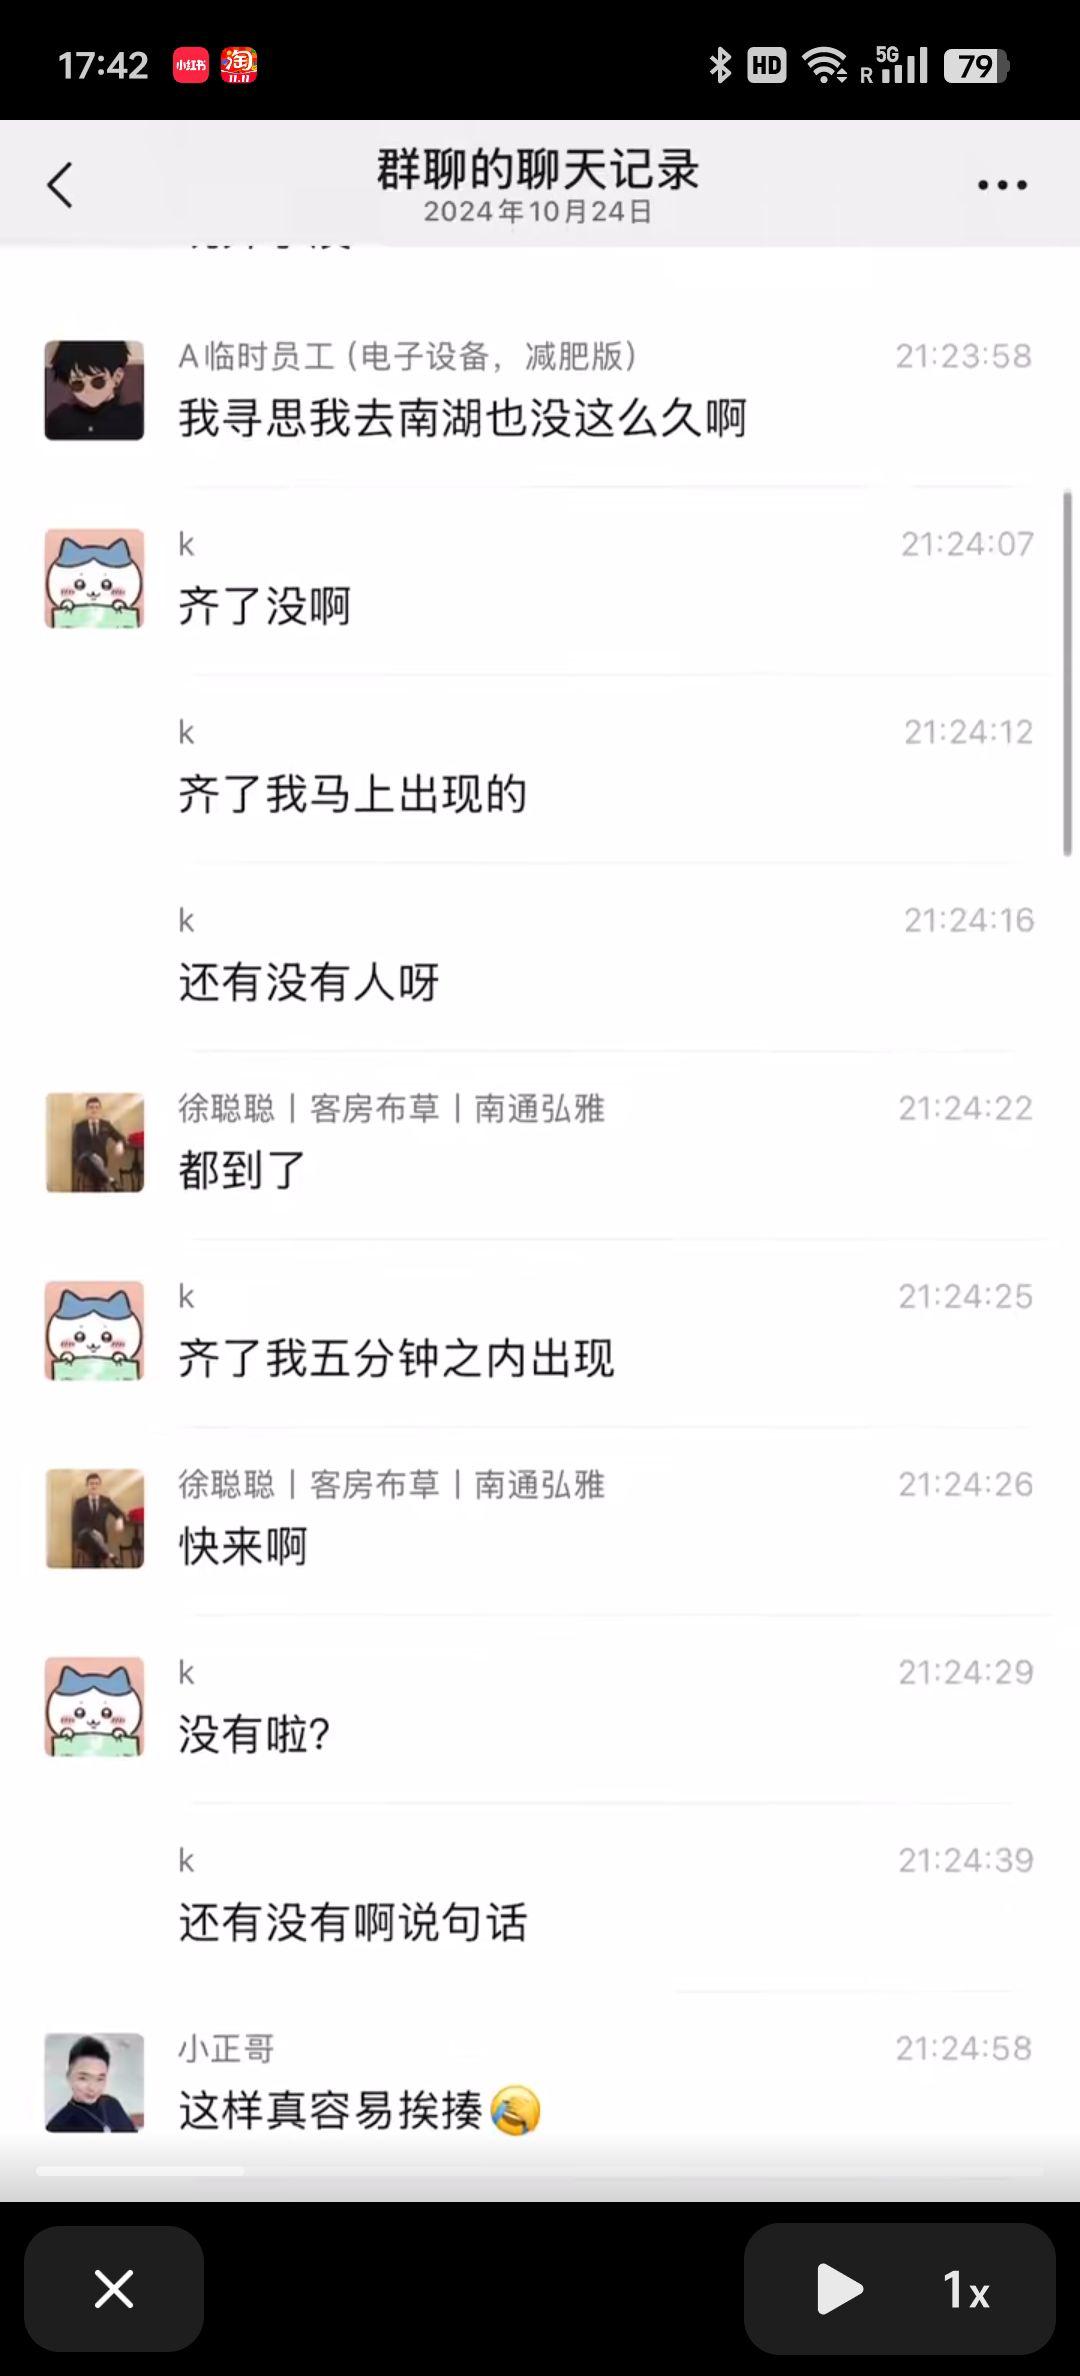 17:42
小红书
淘
11.11
HD
5G
R
79
群聊的聊天记录
2024年10月24日
A临时员工 (电子设备，减肥版)
21:23:58
我寻思我去南湖也没这么久啊
k
21:24:07
齐了没啊
k
21:24:12
齐了我马上出现的
k
21:24:16
还有没有人呀
徐聪聪丨客房布草丨南通弘雅
21:24:22
都到了
k
21:24:25
齐了我五分钟之内出现
徐聪聪丨客房布草丨南通弘雅
21:24:26
快来啊
k
21:24:29
没有啦?
k
21:24:39
还有没有啊说句话
小正哥
21:24:58
这样真容易挨揍🤣
1x